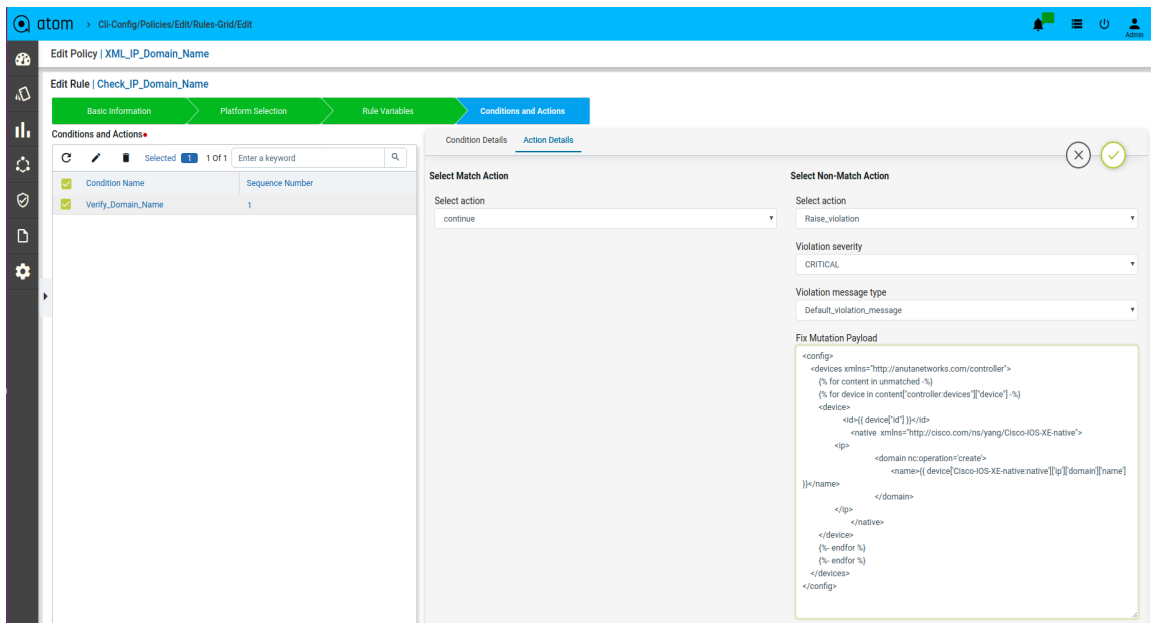 atom > Cli-Config/Policies/Edit/Rules-Grid/Edit
Admin
Edit Policy | XML_IP_Domain_Name
Edit Rule | Check_IP_Domain_Name
Basic Information
Platform Selection
Rule Variables
Conditions and Actions
Conditions and Actions
Selected 1 1 Of 1 Enter a keyword
Condition Name Sequence Number
Verify_Domain_Name 1
Condition Details Action Details
Select Match Action
Select action
continue
Select Non-Match Action
Select action
Raise_violation
Violation severity
CRITICAL
Violation message type
Default_violation_message
Fix Mutation Payload
<config>
<devices xmlns="http://anutanetworks.com/controller">
{% for content in unmatched -%}
{% for device in content["controller:devices"]["device"] -%}
<device>
<id>{{ device["id"] }}</id>
<native xmlns="http://cisco.com/ns/yang/Cisco-IOS-XE-native">
<ip>
<domain nc:operation='create'>
<name>{{ device['Cisco-IOS-XE-native:native']['ip']['domain']['name']
}}</name>
</domain>
</ip>
</native>
</device>
{%- endfor %}
{%- endfor %}
</devices>
</config>